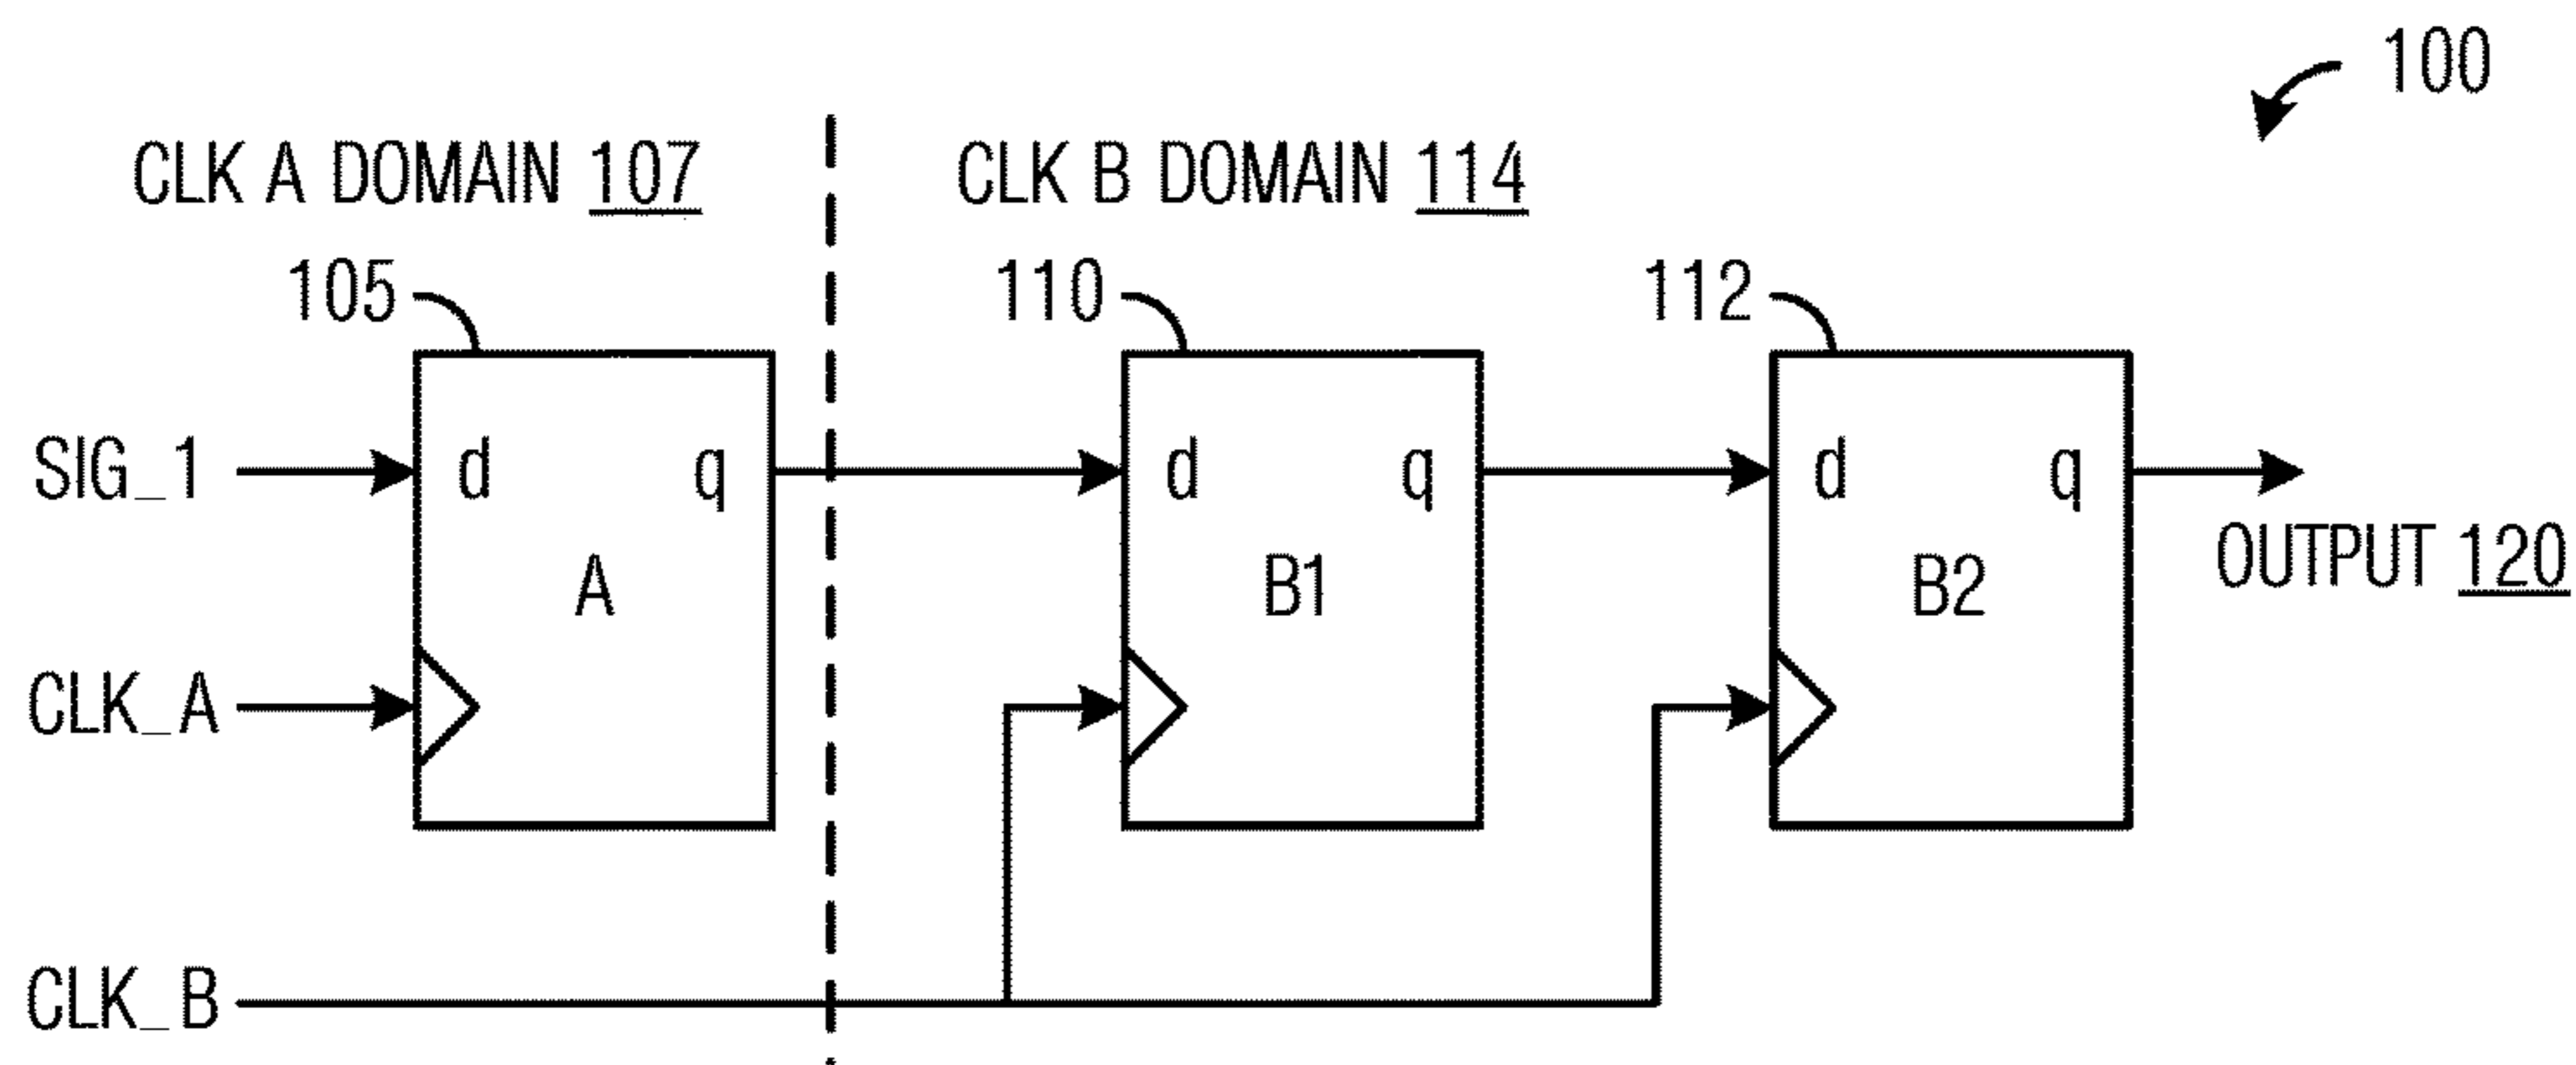 100
CLK A DOMAIN 107
CLK B DOMAIN 114
105
110
112
SIG_1
d
q
d
q
d
q
A
B1
B2
OUTPUT 120
CLK_A
CLK_B